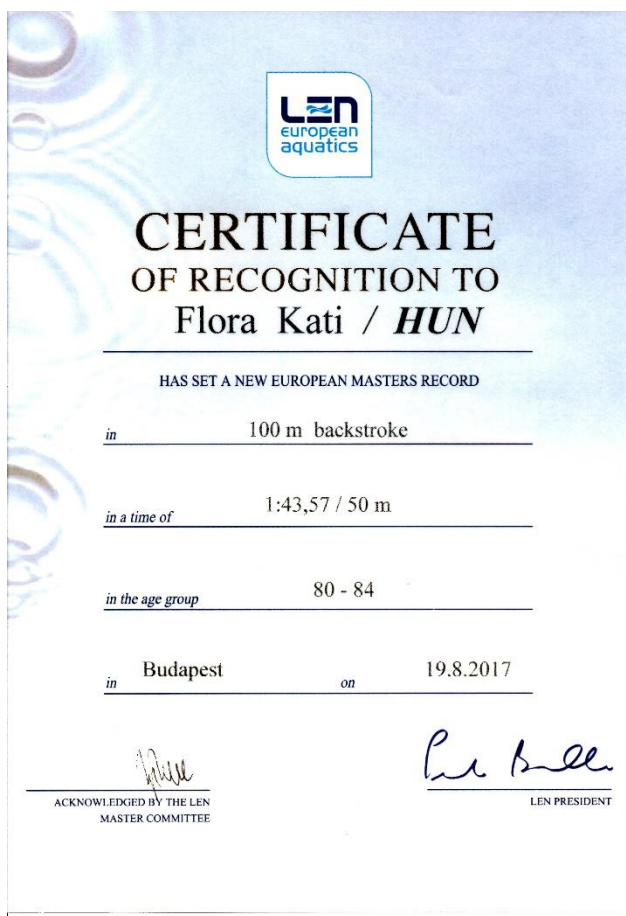 LEN
european
aquatics
CERTIFICATE
OF RECOGNITION TO
Flora Kati / HUN
HAS SET A NEW EUROPEAN MASTERS RECORD
in 100 m backstroke
in a time of 1:43,57 / 50 m
in the age group 80 - 84
in Budapest on 19.8.2017
ACKNOWLEDGED BY THE LEN
MASTER COMMITTEE
LEN PRESIDENT